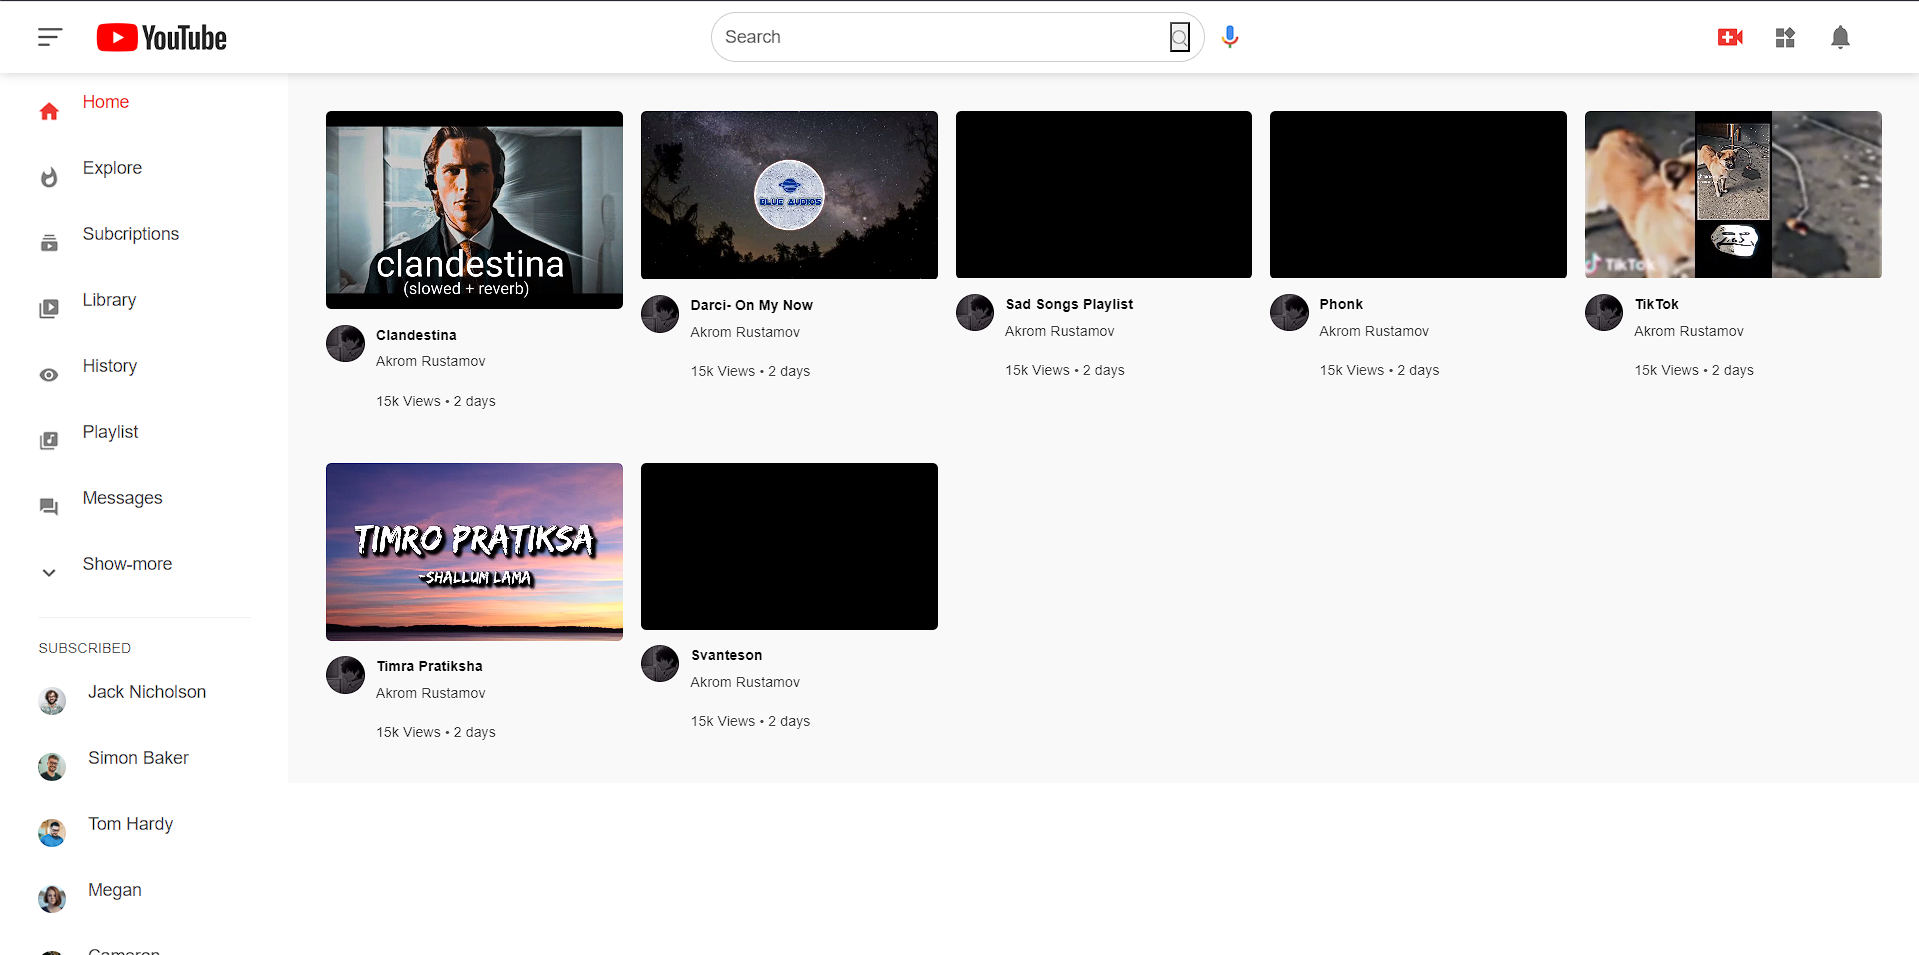 YouTube
Search
Home
Explore
Subcriptions
Library
History
Playlist
Messages
Show-more
SUBSCRIBED
Jack Nicholson
Simon Baker
Tom Hardy
Megan
Cameron
clandestina
(slowed + reverb)
Clandestina
Akrom Rustamov
15k Views • 2 days
BLUE AUDIOS
Darci- On My Now
Akrom Rustamov
15k Views • 2 days
Sad Songs Playlist
Akrom Rustamov
15k Views • 2 days
Phonk
Akrom Rustamov
15k Views • 2 days
TikTok
TikTok
Akrom Rustamov
15k Views • 2 days
TIMRO PRATIKSA
-SHALLUM LAMA
Timra Pratiksha
Akrom Rustamov
15k Views • 2 days
Svanteson
Akrom Rustamov
15k Views • 2 days